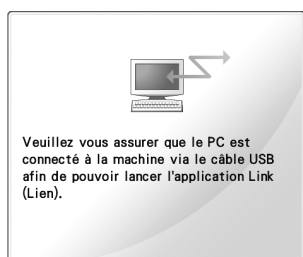 Veuillez vous assurer que le PC est
connecté à la machine via le câble USB
afin de pouvoir lancer l'application Link
(Lien).